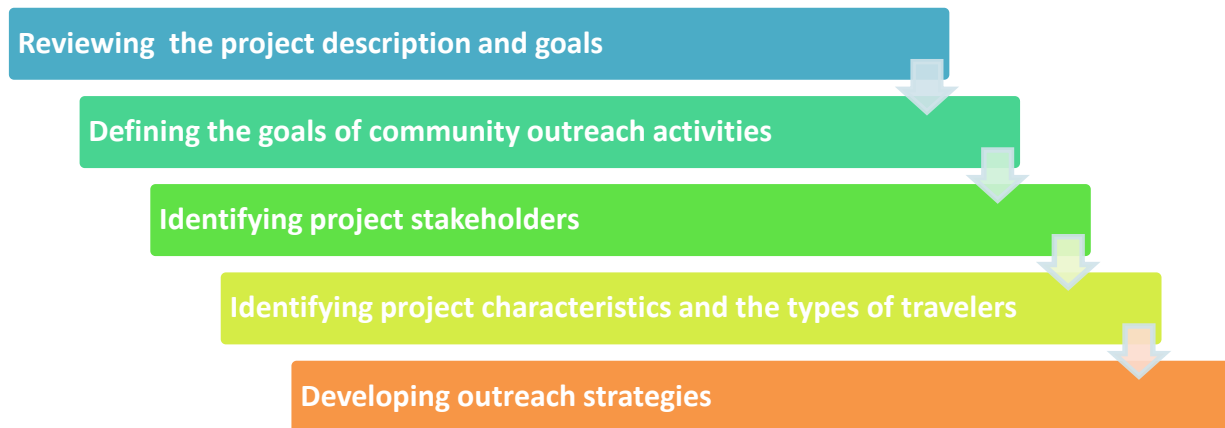 Reviewing  the project description and goals
Defining the goals of community outreach activities
Identifying project stakeholders
Identifying project characteristics and the types of travelers
Developing outreach strategies